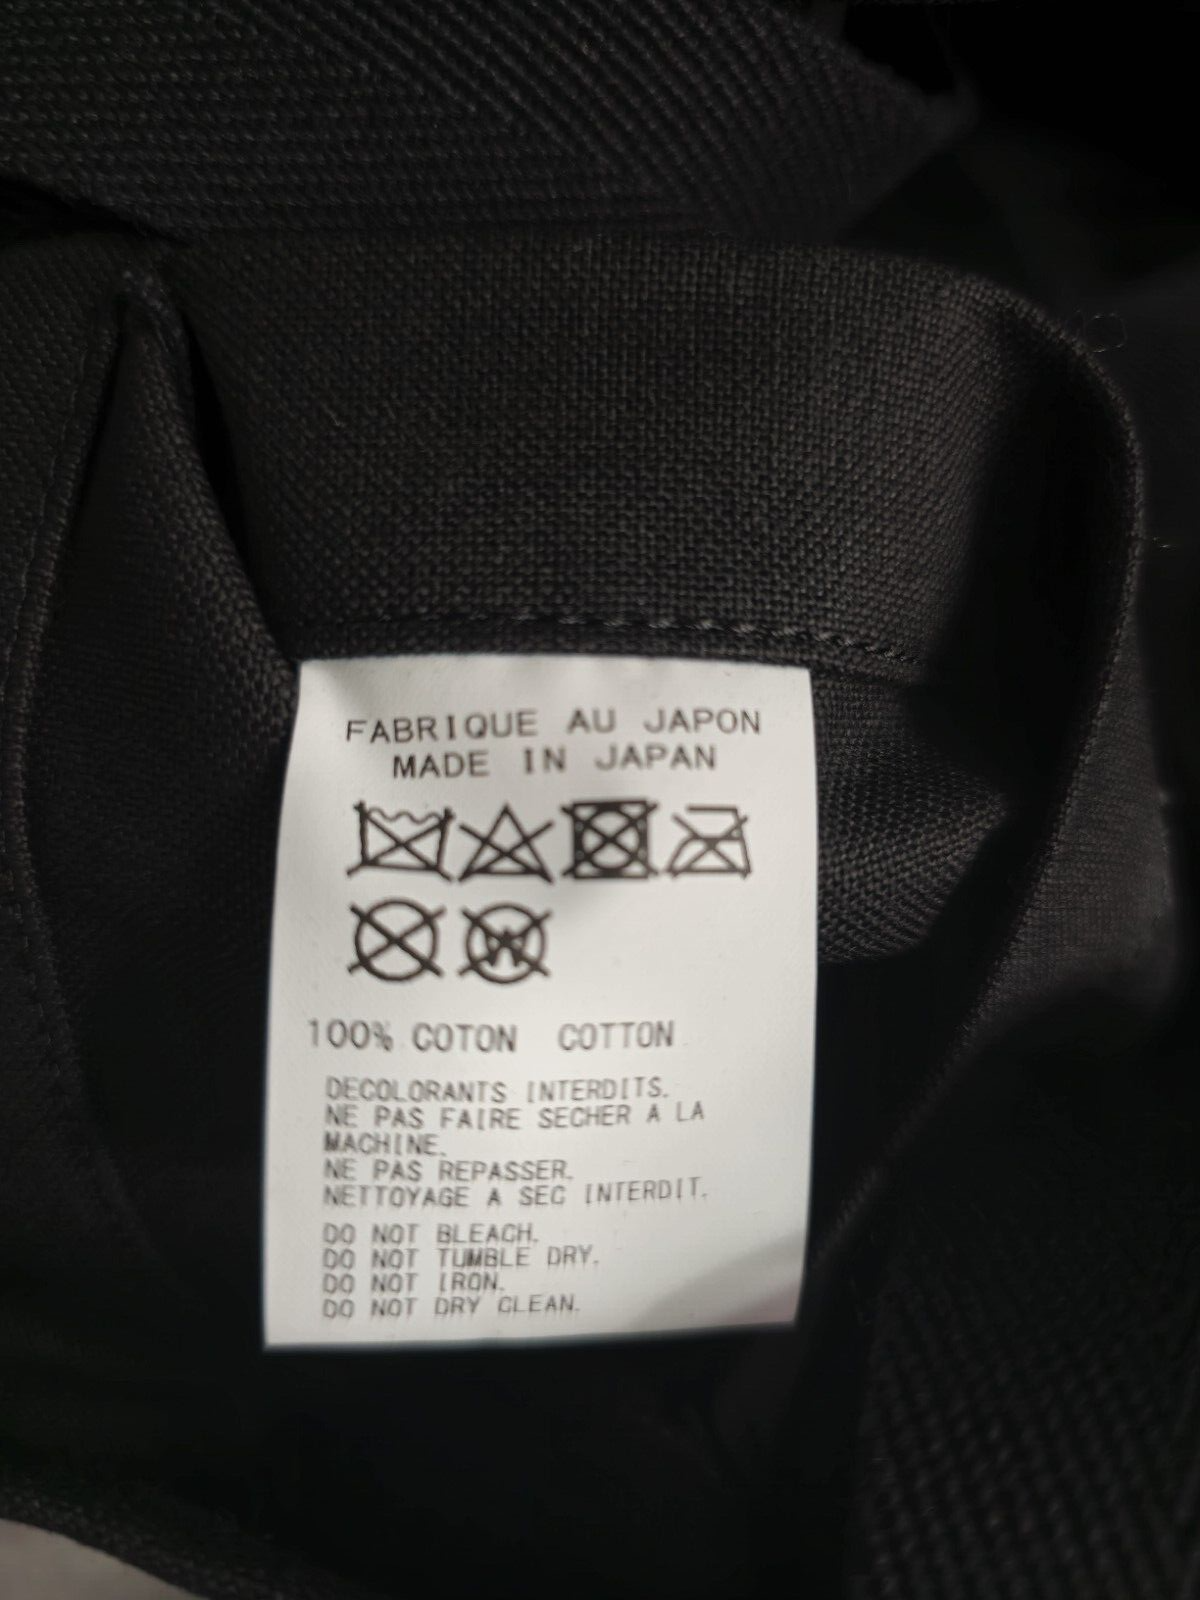 FABRIQUE AU JAPON
MADE IN JAPAN
W
100% COTON COTTON
DECOLORANTS INTERDITS.
NE PAS FAIRE SECHER A LA
MACHINE.
NE PAS REPASSER.
NETTOYAGE A SEC INTERDIT.
DO NOT BLEACH.
DO NOT TUMBLE DRY.
DO NOT IRON.
DO NOT DRY CLEAN.